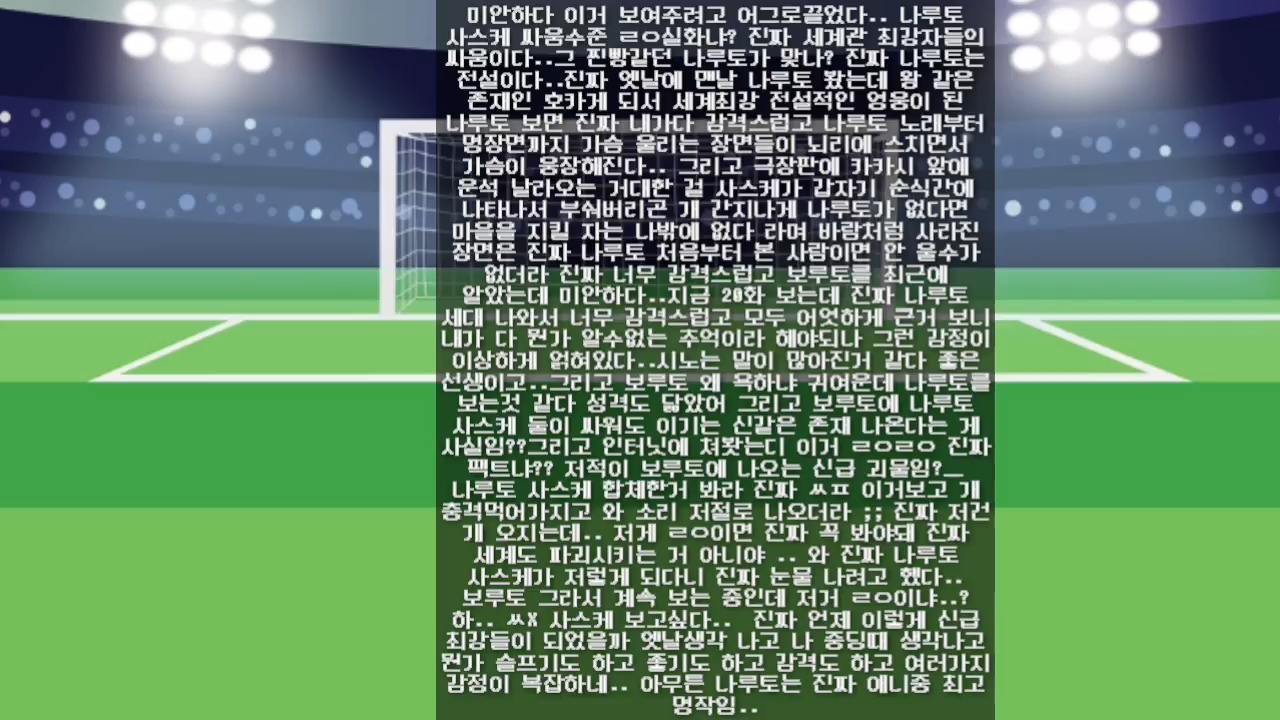 미안하다 이거 보여주려고 어그로끌었다.. 나루토
사스케 싸움수준 ㄹㅇ실화냐? 진짜 세계관 최강자들의
싸움이다..그 찐빵같던 나루토가 맞나? 진짜 나루토는
전설이다..진짜 옛날에 맨날 나루토 봤는데 왕 같은
존재인 호카게 되서 세계최강 전설적인 영웅이 된
나루토 보면 진짜 내가다 감격스럽고 나루토 노래부터
명장면까지 가슴 울리는 장면들이 뇌리에 스치면서
가슴이 웅장해진다.. 그리고 극장판에 카카시 앞에
운석 날라오는 거대한 걸 사스케가 갑자기 순식간에
나타나서 부숴버리곤 개 간지나게 나루토가 없다면
마을을 지킬 자는 나밖에 없다 라며 바람처럼 사라진
장면은 진짜 나루토 처음부터 본 사람이면 안 울수가
없더라 진짜 너무 감격스럽고 보루토를 최근에
알았는데 미안하다..지금 20화 보는데 진짜 나루토
세대 나와서 너무 감격스럽고 모두 어엿하게 큰거 보니
내가 다 뭔가 알수없는 추억이라 해야되나 그런 감정이
이상하게 얽혀있다..시노는 말이 많아진거 같다 좋은
선생이고..그리고 보루토 왜 욕하냐 귀여운데 나루토를
보는것 같다 성격도 닮았어 그리고 보루토에 나루토
사스케 둘이 싸워도 이기는 신같은 존재 나온다는 게
사실임??그리고 인터닛에 쳐봣는디 이거 ㄹㅇㄹㅇ 진짜
팩트냐?? 저적이 보루토에 나오는 신급 괴물임?_
나루토 사스케 합체한거 봐라 진짜 ㅆㅍ 이거보고 개
충격먹어가지고 와 소리 저절로 나오더라 ;; 진짜 저건
개 오지는데.. 저게 ㄹㅇ이면 진짜 꼭 봐야돼 진짜
세계도 파괴시키는 거 아니야 .. 와 진짜 나루토
사스케가 저렇게 되다니 진짜 눈물 나려고 했다..
보루토 그라서 계속 보는 중인데 저거 ㄹㅇ이냐..?
하.. ㅆX 사스케 보고싶다.. 진짜 언제 이렇게 신급
최강들이 되었을까 옛날생각 나고 나 중딩때 생각나고
뭔가 슬프기도 하고 좋기도 하고 감격도 하고 여러가지
감정이 복잡하네.. 아무튼 나루토는 진짜 애니중 최고
명작임..